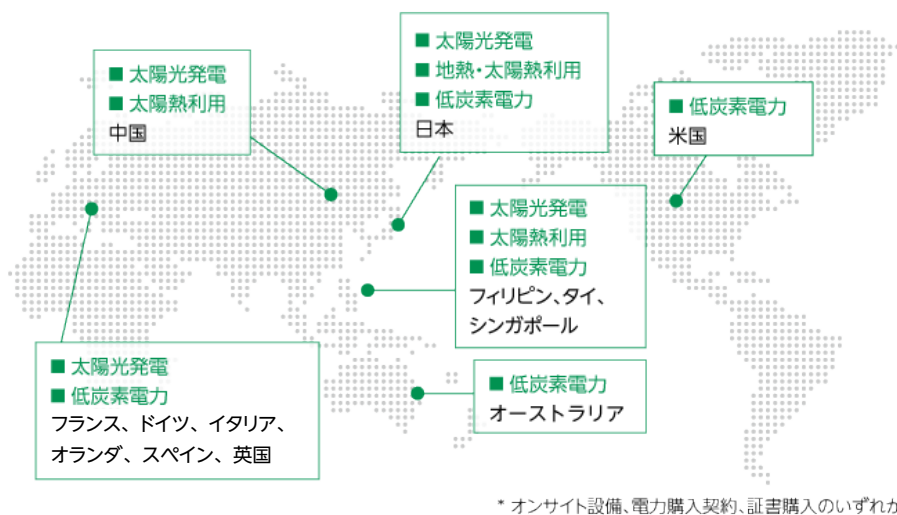 ■ 太陽光発電
■ 太陽熱利用
中国
■ 太陽光発電
■ 地熱・太陽熱利用
■ 低炭素電力
日本
■ 低炭素電力
米国
■ 太陽光発電
■ 太陽熱利用
■ 低炭素電力
フィリピン、タイ、
シンガポール
■ 太陽光発電
■ 低炭素電力
フランス、ドイツ、イタリア、
オランダ、スペイン、英国
■ 低炭素電力
オーストラリア
* オンサイト設備、電力購入契約、証書購入のいずれか